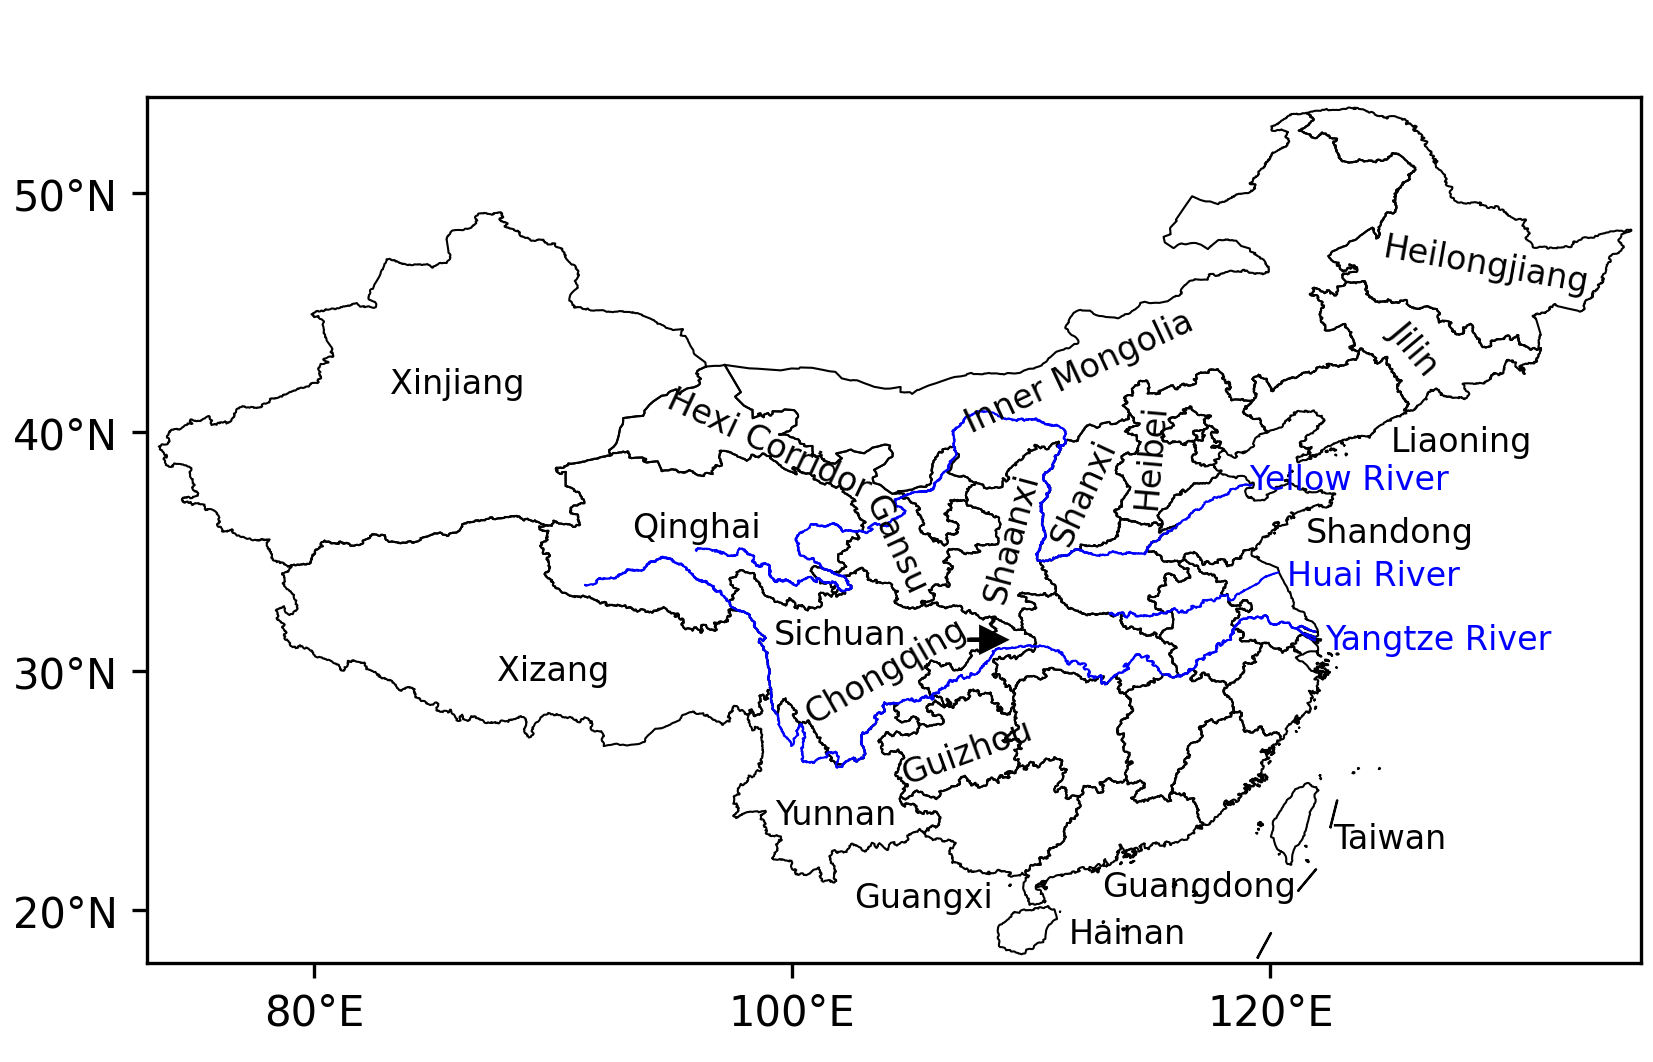 50°N
40°N
30°N
20°N
80°E
100°E
120°E
Heilongjiang
Jilin
Inner Mongolia
Xinjiang
Hexi Corridor
Liaoning
Heibei
Shanxi
Yellow River
Gansu
Shaanxi
Qinghai
Shandong
Huai River
Sichuan
Chongqing
Yangtze River
Xizang
Guizhou
Yunnan
Taiwan
Guangxi
Guangdong
Hainan